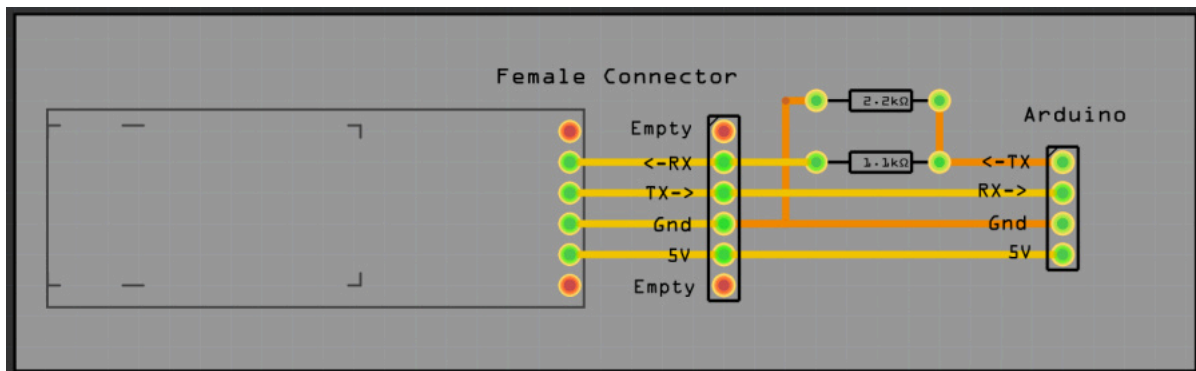 Female Connector
2.2kΩ
Arduino
Empty
<-RX
1.1kΩ
<-TX
TX->
RX->
Gnd
Gnd
5V
5V
Empty